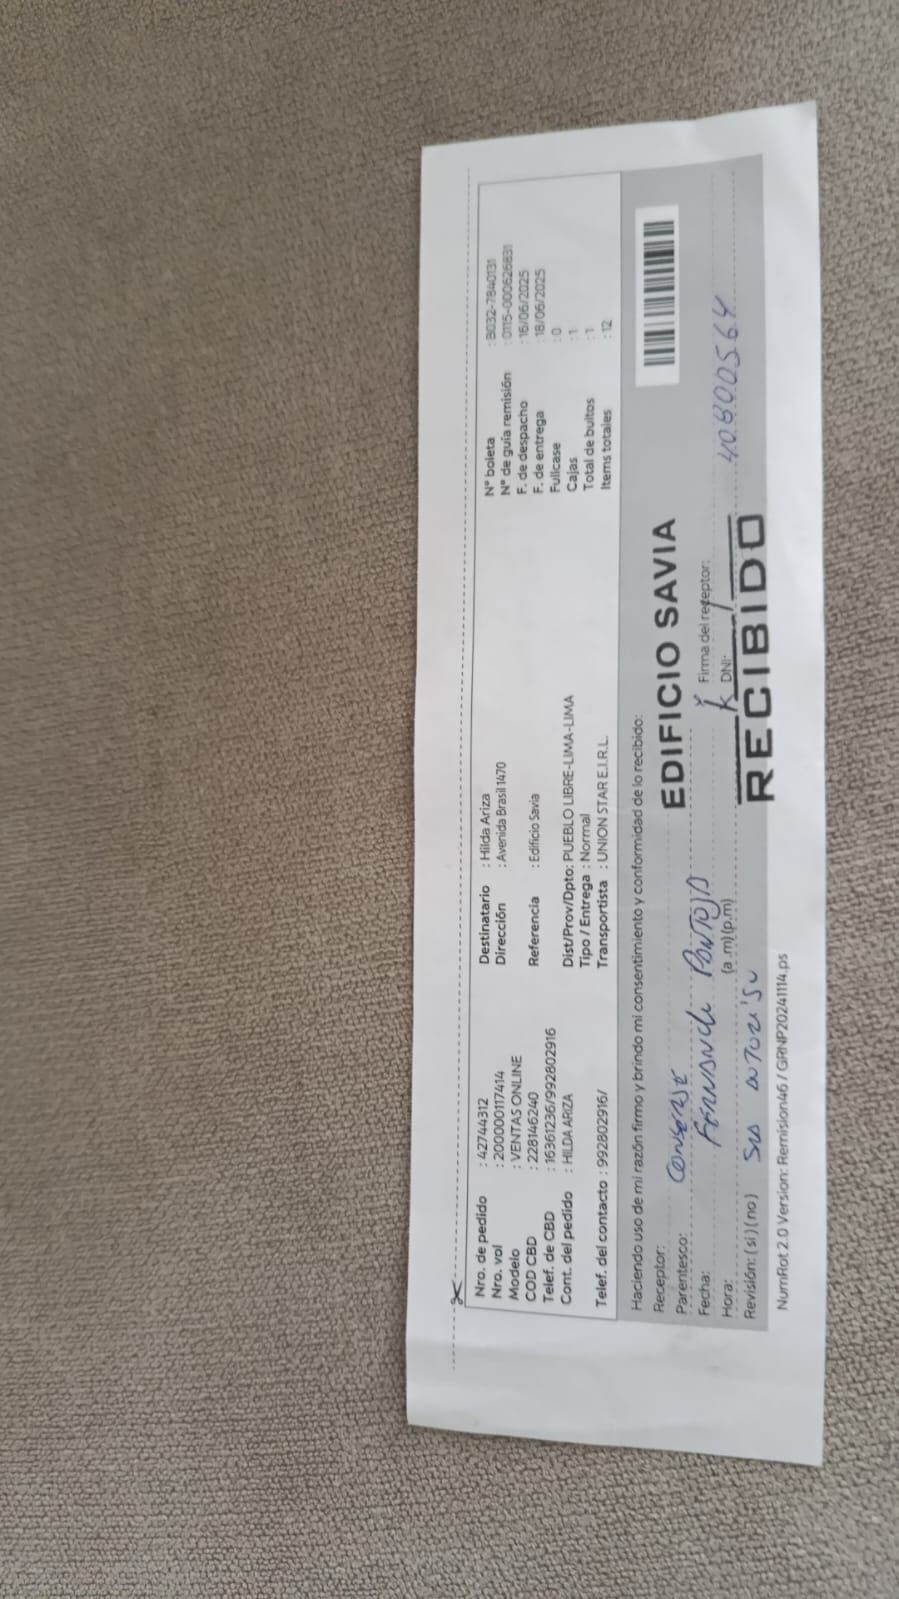 Nro. de pedido : 42744312
Nro. vol : 200000117414
Modelo : VENTAS ONLINE
COD CBD : 228146240
Telef. de CBD : 16361236/992802916
Cont. del pedido : HILDA ARIZA
Telef. del contacto : 992802916/
Destinatario : Hilda Ariza
Dirección : Avenida Brasil 1470
Referencia : Edificio Savia
Dist/Prov/Dpto: PUEBLO LIBRE-LIMA-LIMA
Tipo / Entrega : Normal
Transportista : UNION STAR E.I.R.L.
N° boleta : B032-7840131
N° de guía remisión : 0115-000626831
F. de despacho : 16/06/2025
F. de entrega : 18/06/2025
Fullcase : 0
Cajas : 1
Total de bultos : 1
Items totales : 12
Haciendo uso de mi razón firmo y brindo mi consentimiento y conformidad de lo recibido:
Receptor:
EDIFICIO SAVIA
Parentesco: CONSERJE
Fecha: FERNANDO PANTOJA
Firma del receptor:
Hora: (a.m)(p.m)
DNI: 40800564
Revisión: (si)(no)
RECIBIDO
NumRot 2.0 Version: Remision46 / GRNP20241114.ps